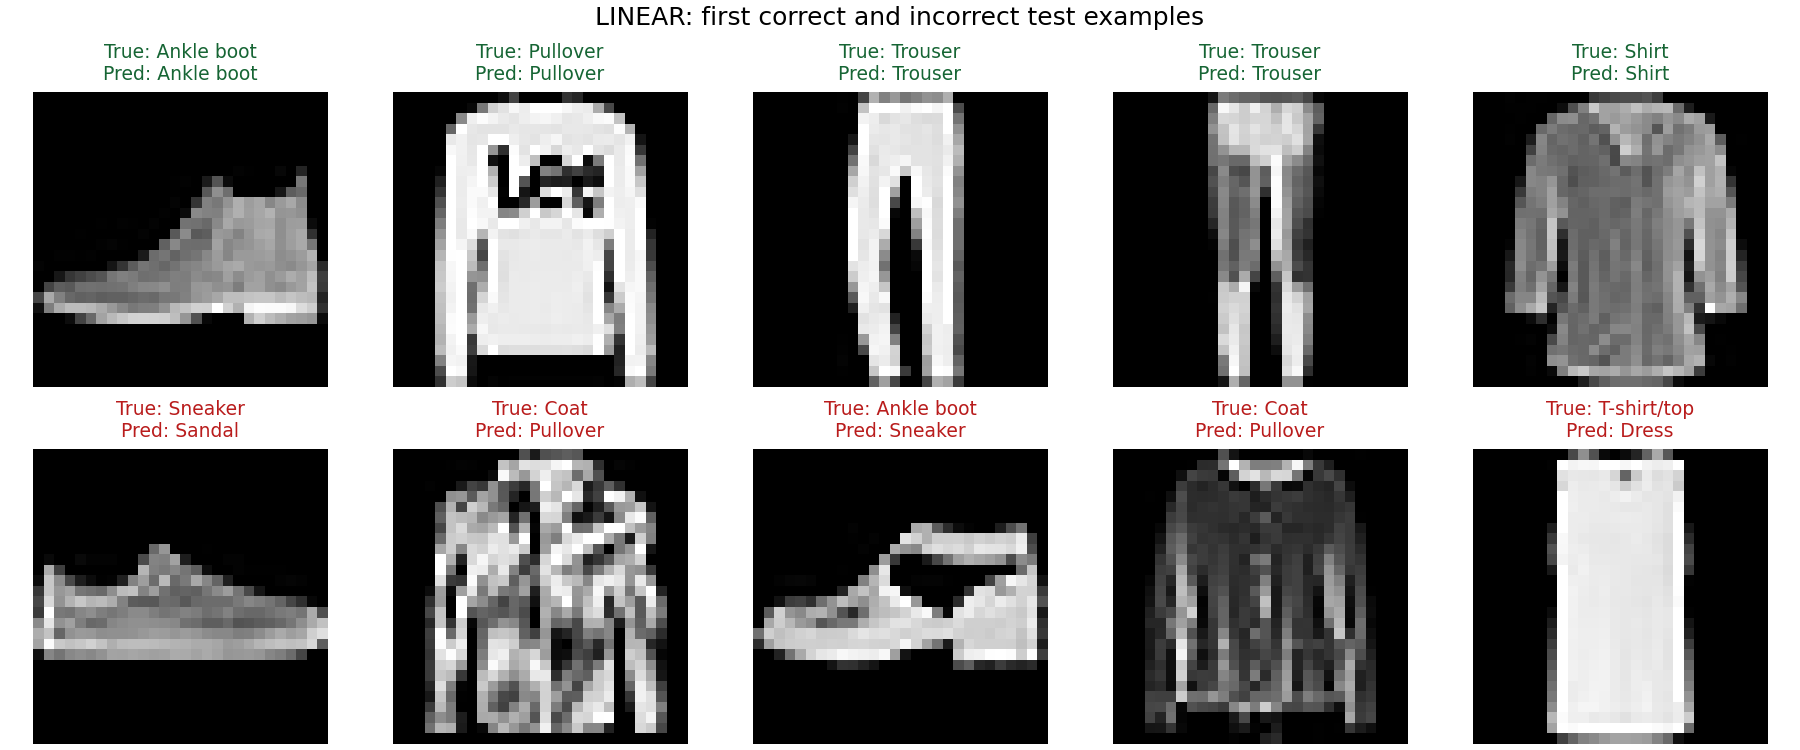 LINEAR: first correct and incorrect test examples
True: Ankle boot
Pred: Ankle boot
True: Pullover
Pred: Pullover
True: Trouser
Pred: Trouser
True: Trouser
Pred: Trouser
True: Shirt
Pred: Shirt
True: Sneaker
Pred: Sandal
True: Coat
Pred: Pullover
True: Ankle boot
Pred: Sneaker
True: Coat
Pred: Pullover
True: T-shirt/top
Pred: Dress